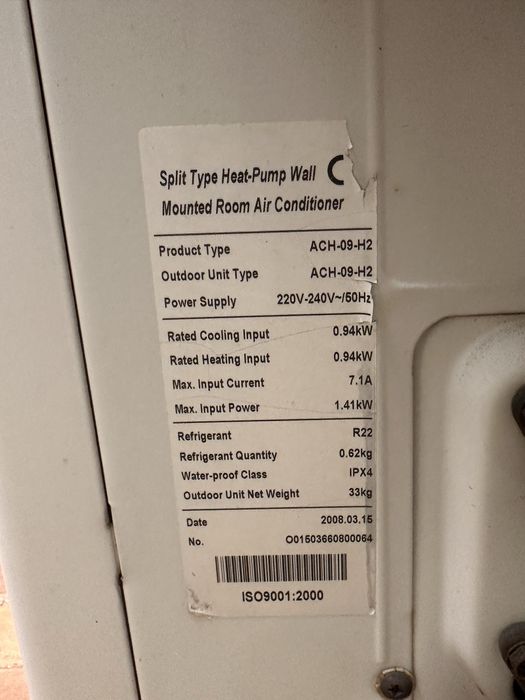 Split Type Heat-Pump Wall C
Mounted Room Air Conditioner
Product Type ACH-09-H2
Outdoor Unit Type ACH-09-H2
Power Supply 220V-240V~/50Hz
Rated Cooling Input 0.94kW
Rated Heating Input 0.94kW
Max. Input Current 7.1A
Max. Input Power 1.41kW
Refrigerant R22
Refrigerant Quantity 0.62kg
Water-proof Class IPX4
Outdoor Unit Net Weight 33kg
Date 2008.03.15
No. O01503660800064
ISO9001:2000